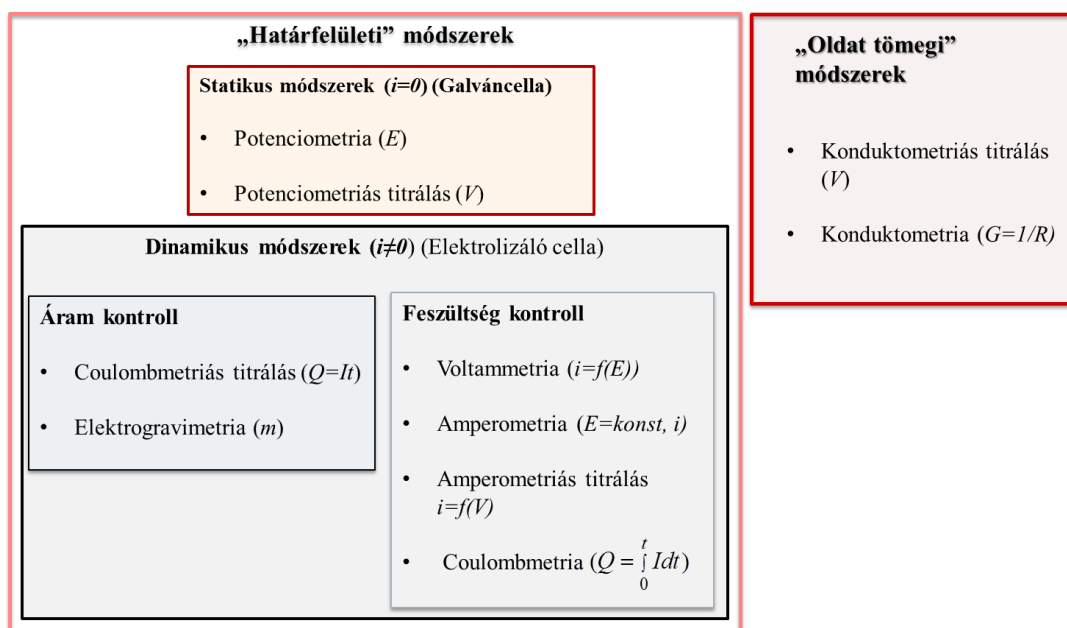 „Határfelületi” módszerek
Statikus módszerek (i=0) (Galváncella)
• Potenciometria (E)
• Potenciometriás titrálás (V)
Dinamikus módszerek (i≠0) (Elektrolizáló cella)
Áram kontroll
• Coulombmetriás titrálás (Q=It)
• Elektrogravimetria (m)
Feszültség kontroll
• Voltammetria (i=f(E))
• Amperometria (E=konst, i)
• Amperometriás titrálás
i=f(V)
• Coulombmetria (Q = ∫₀ᵗ Idt)
„Oldat tömegi”
módszerek
• Konduktometriás titrálás
(V)
• Konduktometria (G=1/R)